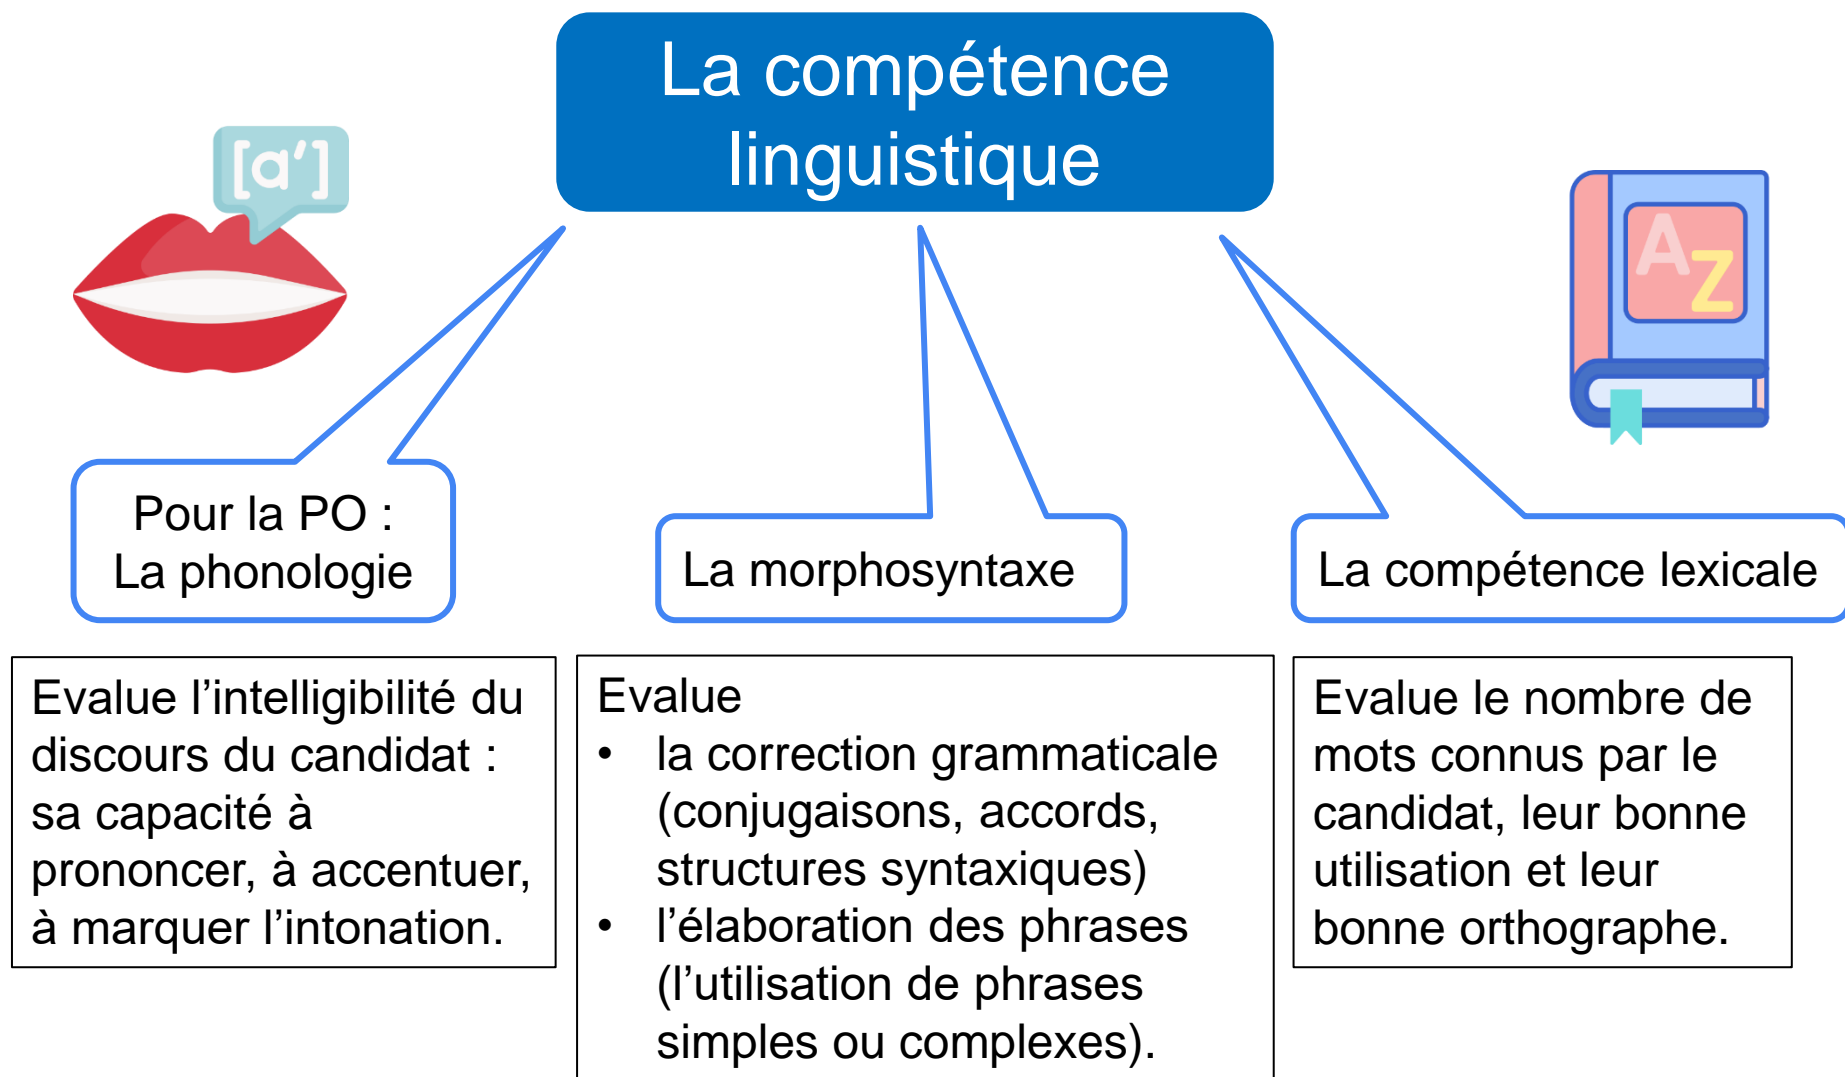 La compétence
linguistique
[a']
A
Z
Pour la PO :
La phonologie
La morphosyntaxe
La compétence lexicale
Evalue l’intelligibilité du
discours du candidat :
sa capacité à
prononcer, à accentuer,
à marquer l’intonation.
Evalue
• la correction grammaticale
(conjugaisons, accords,
structures syntaxiques)
• l’élaboration des phrases
(l’utilisation de phrases
simples ou complexes).
Evalue le nombre de
mots connus par le
candidat, leur bonne
utilisation et leur
bonne orthographe.